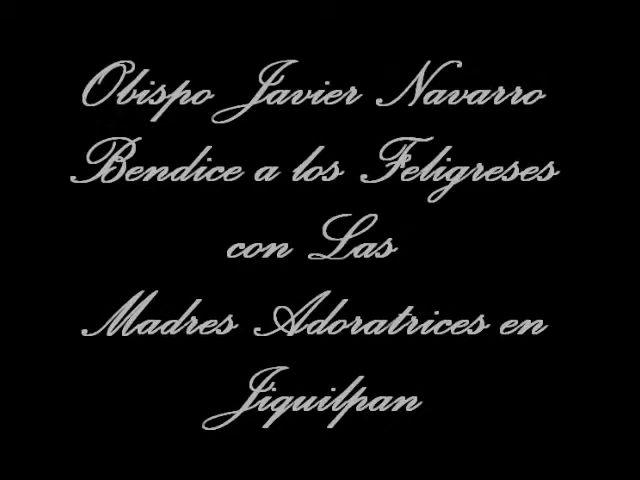 Obispo Javier Navarro
Bendice a los Feligreses
con Las
Madres Adoratrices en
Jiquilpan